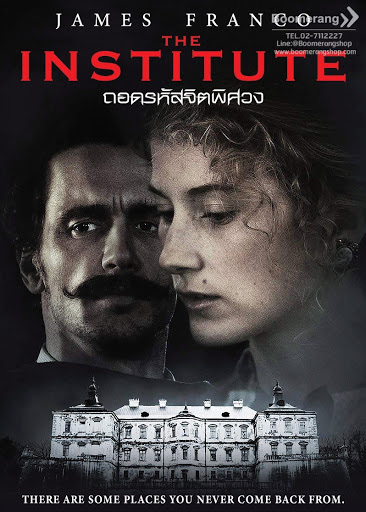 JAMES FRANCO
Boomerang
TEL.02-7112227
Line:@Boomerangshop
www.boomerangshop.com
THE
INSTITUTE
ถอดรหัสจิตพิศวง
THERE ARE SOME PLACES YOU NEVER COME BACK FROM.